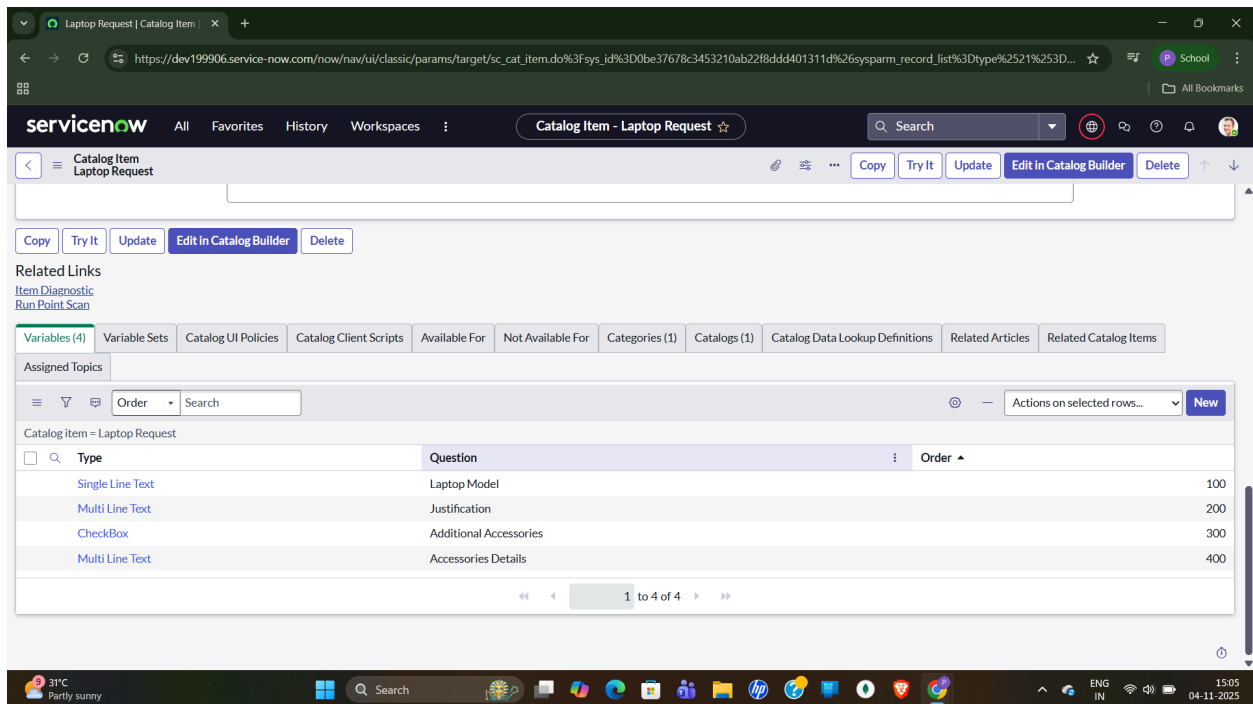 Laptop Request | Catalog Item |
https://dev199906.service-now.com/now/nav/ui/classic/params/target/sc_cat_item.do%3Fsys_id%3D0be37678c3453210ab22f8ddd401311d%26sysparm_record_list%3Dtype%2521%253D...
P School
All Bookmarks
servicenow All Favorites History Workspaces Catalog Item - Laptop Request Search
Catalog Item
Laptop Request
Copy Try It Update Edit in Catalog Builder Delete
Copy Try It Update Edit in Catalog Builder Delete
Related Links
Item Diagnostic
Run Point Scan
Variables (4) Variable Sets Catalog UI Policies Catalog Client Scripts Available For Not Available For Categories (1) Catalogs (1) Catalog Data Lookup Definitions Related Articles Related Catalog Items
Assigned Topics
Order Search Actions on selected rows... New
Catalog item = Laptop Request
Type Question Order
Single Line Text Laptop Model 100
Multi Line Text Justification 200
CheckBox Additional Accessories 300
Multi Line Text Accessories Details 400
1 to 4 of 4
9 31°C
Partly sunny
Search
hp
ENG
IN
15:05
04-11-2025